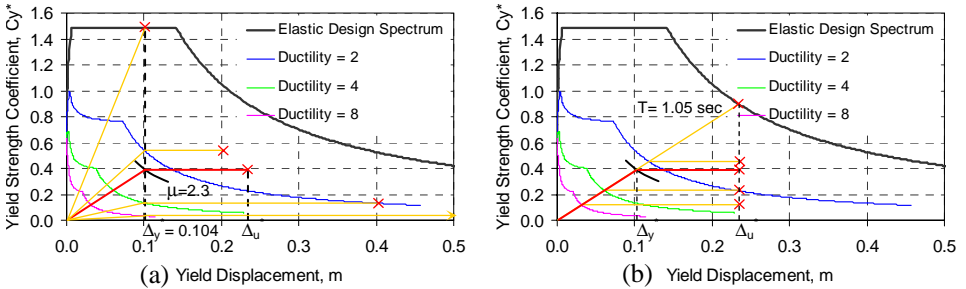 Yield Strength Coefficient, Cy*
1.6
1.4
1.2
1.0
0.8
0.6
0.4
0.2
0.0
Elastic Design Spectrum
Ductility = 2
Ductility = 4
Ductility = 8
μ=2.3
0.0 0.1 0.2 0.3 0.4 0.5
Δy = 0.104 Δu
(a) Yield Displacement, m
Yield Strength Coefficient, Cy*
1.6
1.4
1.2
1.0
0.8
0.6
0.4
0.2
0.0
Elastic Design Spectrum
Ductility = 2
Ductility = 4
Ductility = 8
T= 1.05 sec
0.0 0.1 0.2 0.3 0.4 0.5
Δy Δu
(b) Yield Displacement, m